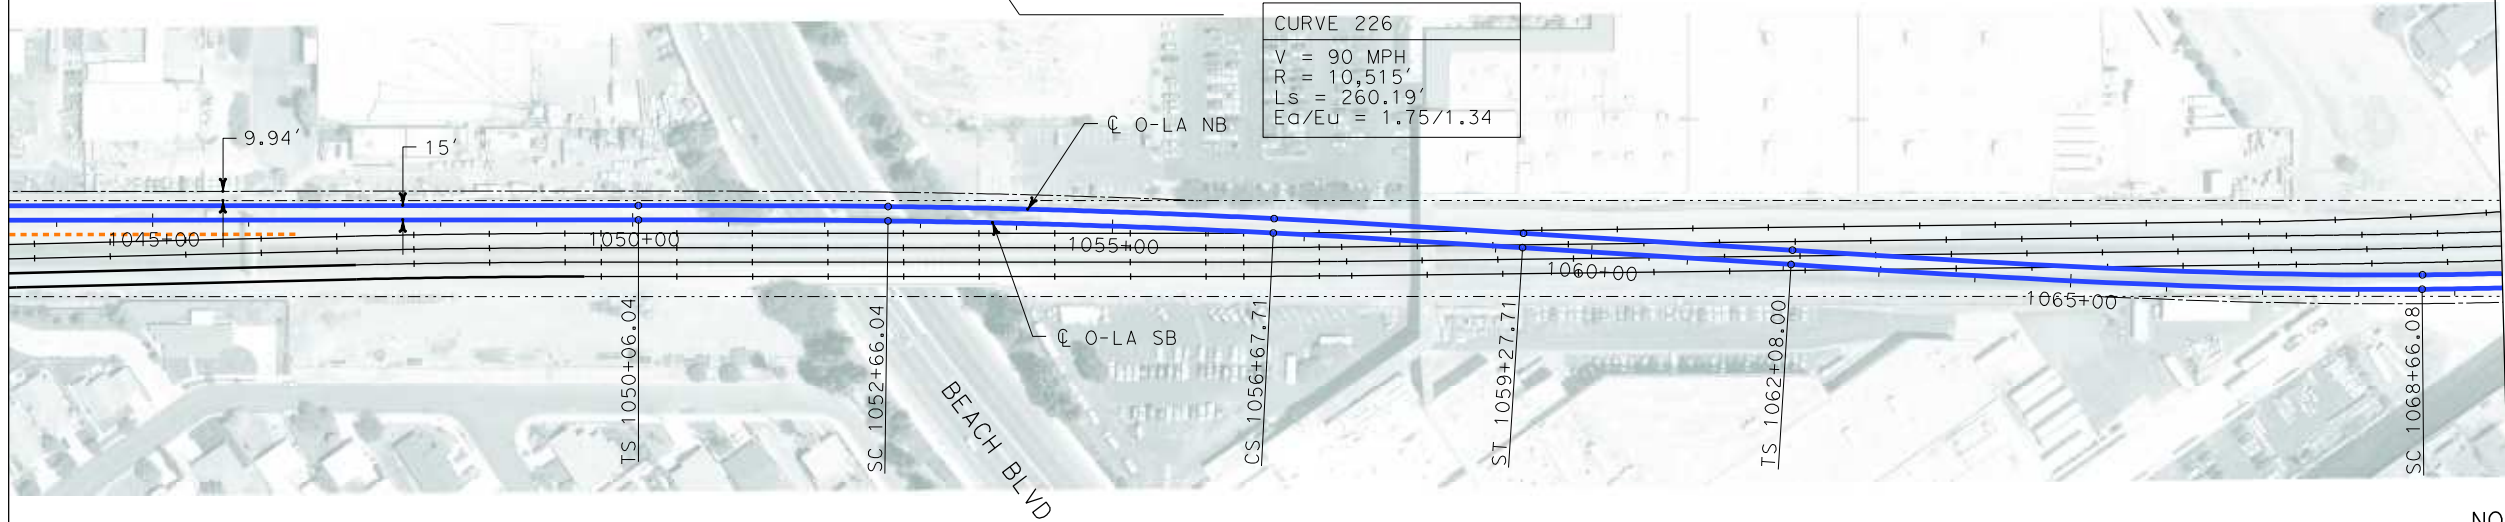 CURVE 226
V = 90 MPH
R = 10,515'
Ls = 260.19'
Ea/Eu = 1.75/1.34
9.94'
15'
℄ O-LA NB
1045+00
1050+00
1055+00
1060+00
1065+00
℄ O-LA SB
TS 1050+06.04
SC 1052+66.04
CS 1056+67.71
ST 1059+27.71
TS 1062+08.00
SC 1068+66.08
BEACH BLVD
NO